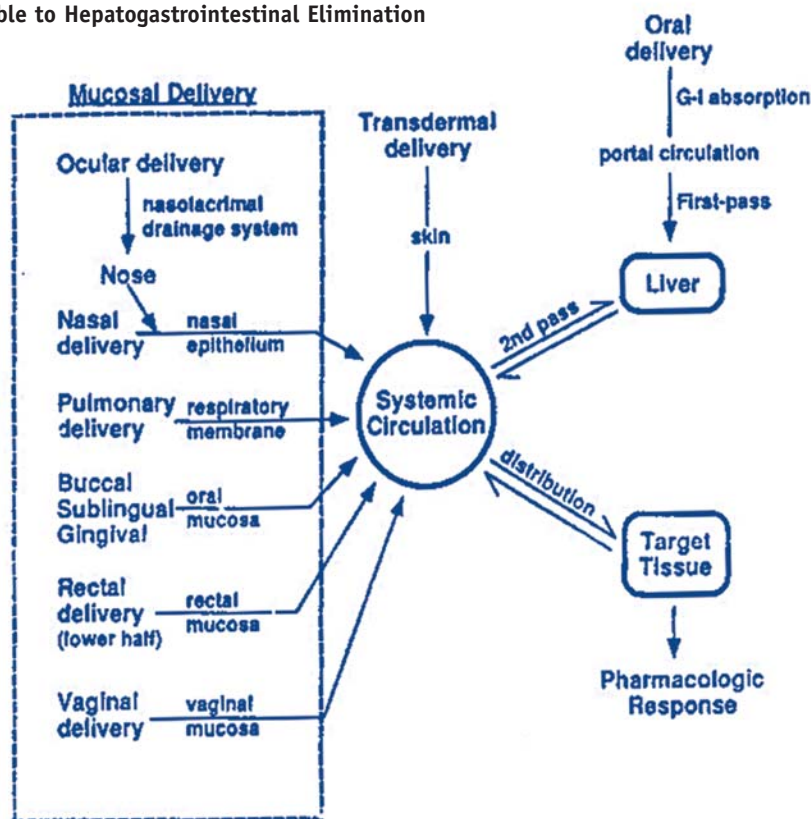 ble to Hepatogastrointestinal Elimination
Mucosal Delivery
Ocular delivery
nasolacrimal
drainage system
Nose
Nasal
delivery
nasal
epithelium
Pulmonary
delivery
respiratory
membrane
Buccal
Sublingual
Gingival
oral
mucosa
Rectal
delivery
(lower half)
rectal
mucosa
Vaginal
delivery
vaginal
mucosa
Transdermal
delivery
skin
Systemic
Circulation
Oral
delivery
G-I absorption
portal circulation
First-pass
Liver
2nd pass
distribution
Target
Tissue
Pharmacologic
Response